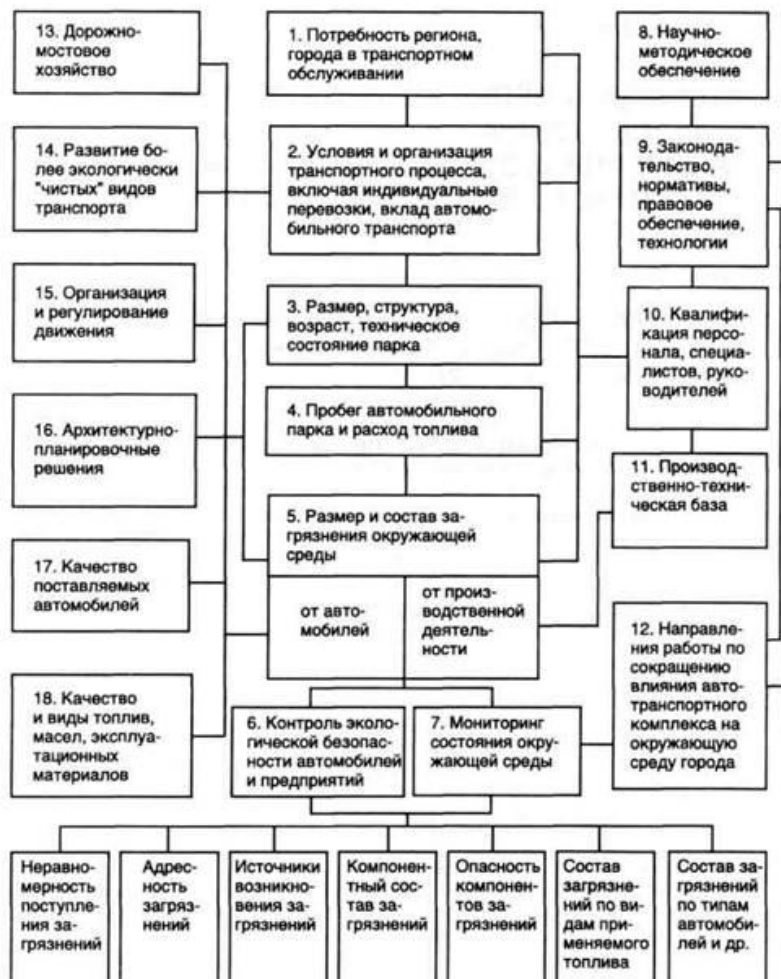 13. Дорожно-
мостовое
хозяйство
14. Развитие бо-
лее экологически
"чистых" видов
транспорта
15. Организация
и регулирование
движения
16. Архитектурно-
планировочные
решения
17. Качество
поставляемых
автомобилей
18. Качество
и виды топлив,
масел, эксплуа-
тационных
материалов
1. Потребность региона,
города в транспортном
обслуживании
2. Условия и организация
транспортного процесса,
включая индивидуальные
перевозки, вклад автомо-
бильного транспорта
3. Размер, структура,
возраст, техническое
состояние парка
4. Пробег автомобильного
парка и расход топлива
5. Размер и состав за-
грязнения окружающей
среды
от авто-
мобилей
от произ-
водственной
деятель-
ности
6. Контроль эколо-
гической безопас-
ности автомобилей
и предприятий
7. Мониторинг
состояния окру-
жающей среды
8. Научно-
методическое
обеспечение
9. Законода-
тельство,
нормативы,
правовое
обеспечение,
технологии
10. Квалифи-
кация персо-
нала, специа-
листов, руко-
водителей
11. Производ-
ственно-техни-
ческая база
12. Направле-
ния работы по
сокращению
влияния авто-
транспортного
комплекса на
окружающую
среду города
Неравно-
мерность
поступле-
ния за-
грязнений
Адрес-
ность
загряз-
нений
Источники
возникно-
вения за-
грязнений
Компонен-
тный сос-
тав за-
грязнений
Опасность
компонен-
тов за-
грязнений
Состав
загрязне-
ний по ви-
дам при-
меняемого
топлива
Состав за-
грязнений
по типам
автомоби-
лей и др.